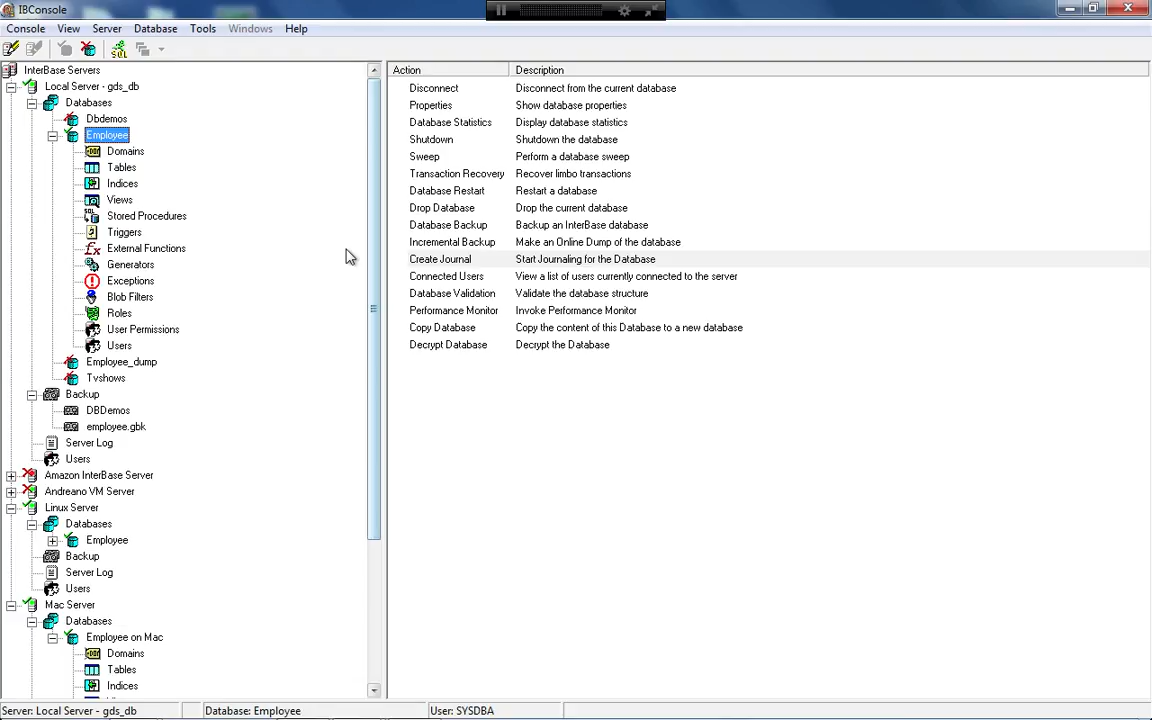 IBConsole
Console View Server Database Tools Windows Help
SQL
InterBase Servers
Local Server - gds_db
Databases
Dbdemos
Employee
Domains
Tables
Indices
Views
Stored Procedures
Triggers
External Functions
Generators
Exceptions
Blob Filters
Roles
User Permissions
Users
Employee_dump
Tvshows
Backup
DBDemos
employee.gbk
Server Log
Users
Amazon InterBase Server
Andreano VM Server
Linux Server
Databases
Employee
Backup
Server Log
Users
Mac Server
Databases
Employee on Mac
Domains
Tables
Indices
Action Description
Disconnect Disconnect from the current database
Properties Show database properties
Database Statistics Display database statistics
Shutdown Shutdown the database
Sweep Perform a database sweep
Transaction Recovery Recover limbo transactions
Database Restart Restart a database
Drop Database Drop the current database
Database Backup Backup an InterBase database
Incremental Backup Make an Online Dump of the database
Create Journal Start Journaling for the Database
Connected Users View a list of users currently connected to the server
Database Validation Validate the database structure
Performance Monitor Invoke Performance Monitor
Copy Database Copy the content of this Database to a new database
Decrypt Database Decrypt the Database
Server: Local Server - gds_db Database: Employee User: SYSDBA